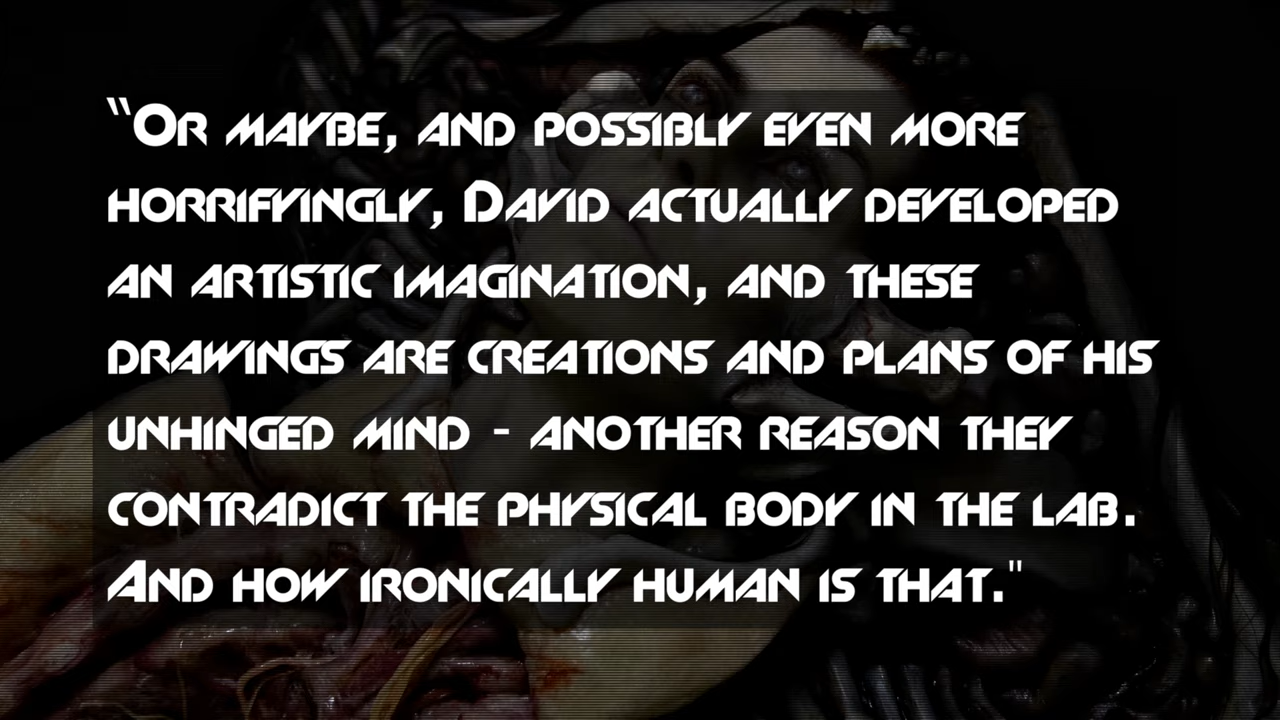 “Or maybe, and possibly even more
horrifyingly, David actually developed
an artistic imagination, and these
drawings are creations and plans of his
unhinged mind - another reason they
contradict the physical body in the lab.
And how ironically human is that."